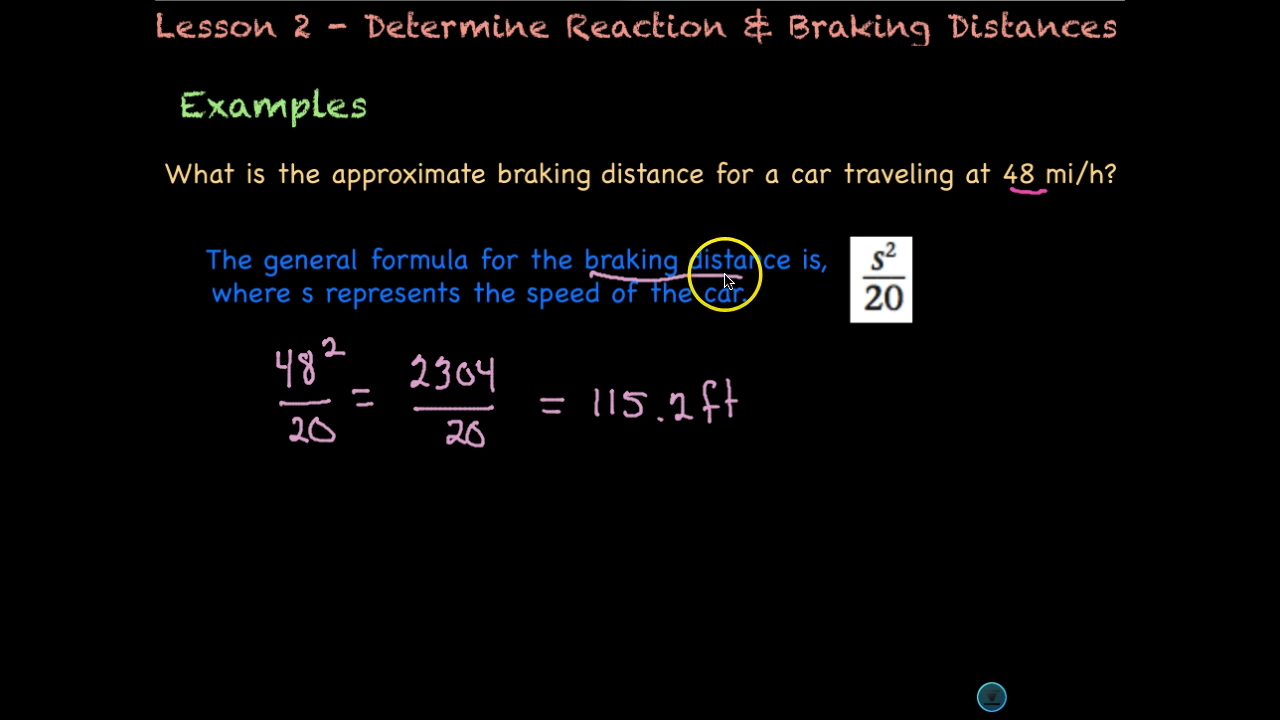 Lesson 2 - Determine Reaction & Braking Distances
Examples
What is the approximate braking distance for a car traveling at 48 mi/h?
The general formula for the braking distance is,
where s represents the speed of the car.
s²/20
48²/20 = 2304/20 = 115.2ft